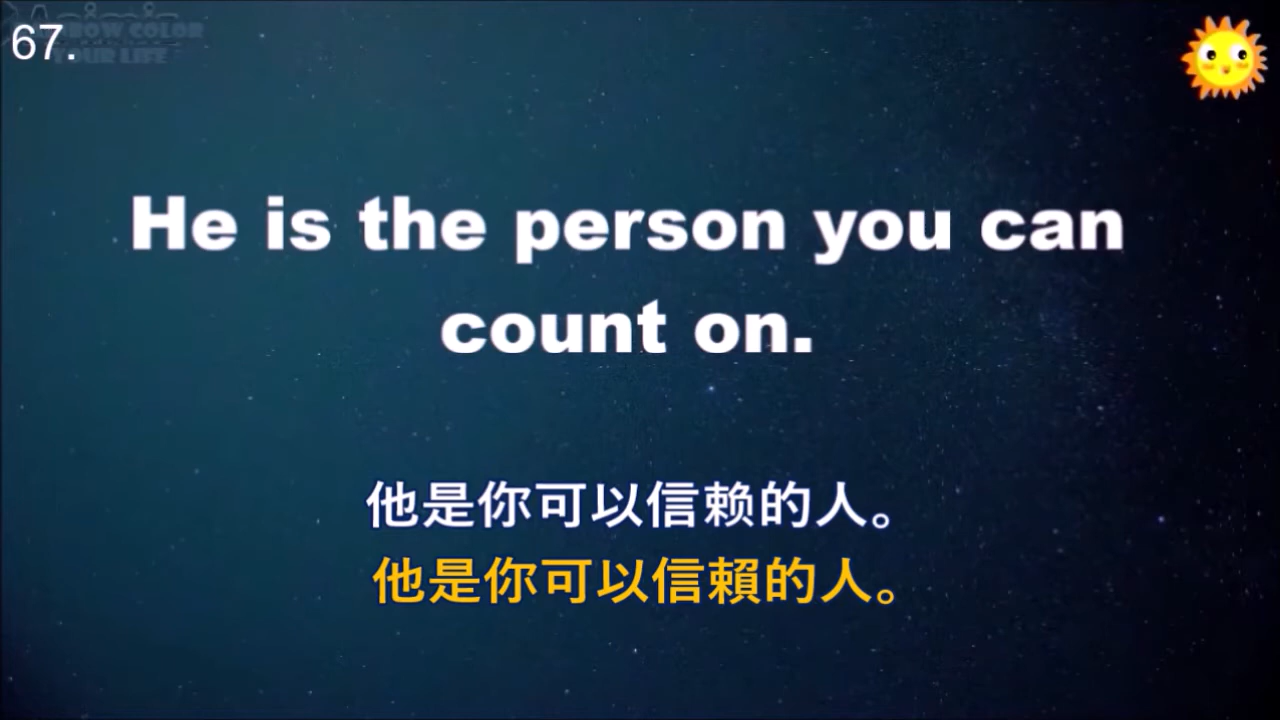 67.
He is the person you can
count on.
他是你可以信赖的人。
他是你可以信賴的人。